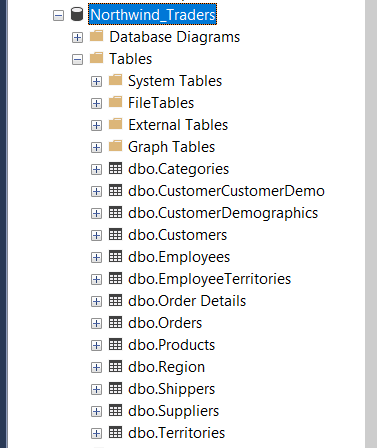 Northwind_Traders
Database Diagrams
Tables
System Tables
FileTables
External Tables
Graph Tables
dbo.Categories
dbo.CustomerCustomerDemo
dbo.CustomerDemographics
dbo.Customers
dbo.Employees
dbo.EmployeeTerritories
dbo.Order Details
dbo.Orders
dbo.Products
dbo.Region
dbo.Shippers
dbo.Suppliers
dbo.Territories